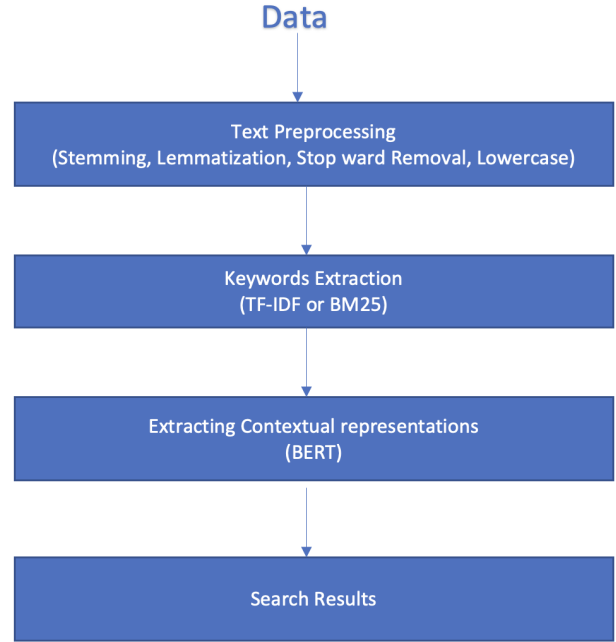 Data
Text Preprocessing
(Stemming, Lemmatization, Stop ward Removal, Lowercase)
Keywords Extraction
(TF-IDF or BM25)
Extracting Contextual representations
(BERT)
Search Results